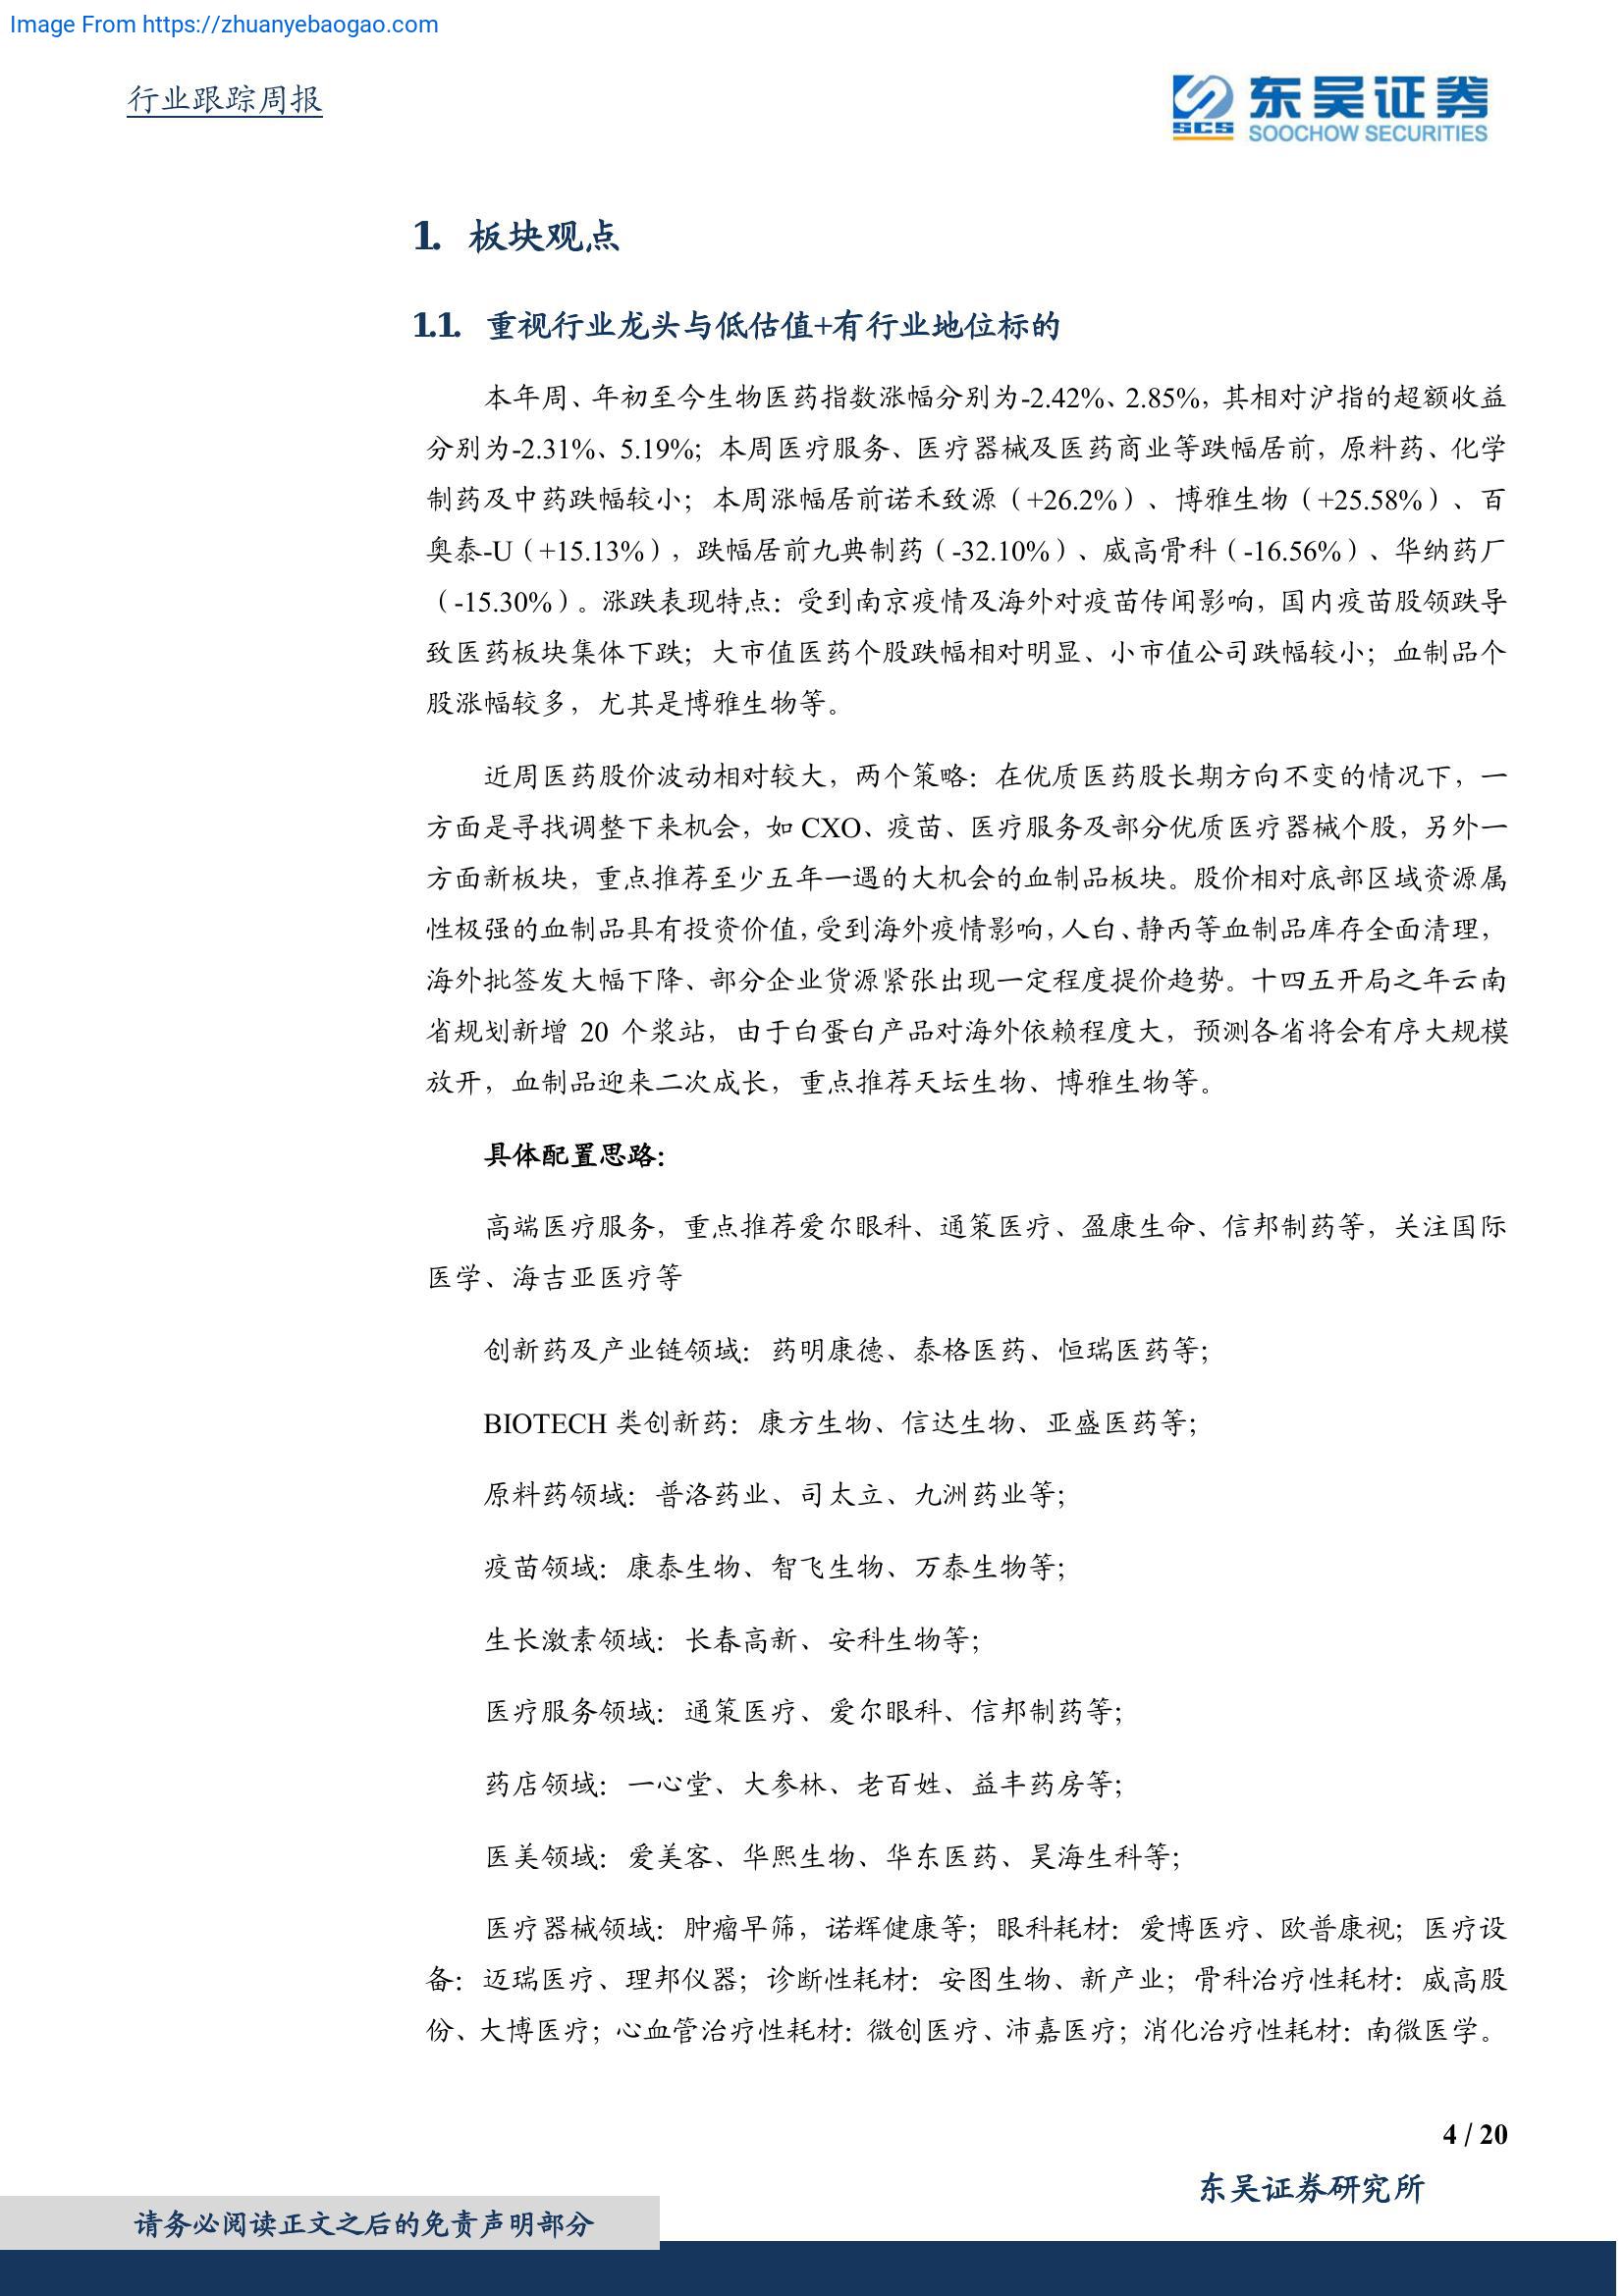 Image From https://zhuanyebaogao.com
行业跟踪周报
东吴证券
SCS
SOOCHOW SECURITIES
1. 板块观点
1.1. 重视行业龙头与低估值+有行业地位标的
本年周、年初至今生物医药指数涨幅分别为-2.42%、2.85%，其相对沪指的超额收益
分别为-2.31%、5.19%；本周医疗服务、医疗器械及医药商业等跌幅居前，原料药、化学
制药及中药跌幅较小；本周涨幅居前诺禾致源（+26.2%）、博雅生物（+25.58%）、百
奥泰-U（+15.13%），跌幅居前九典制药（-32.10%）、威高骨科（-16.56%）、华纳药厂
（-15.30%）。涨跌表现特点：受到南京疫情及海外对疫苗传闻影响，国内疫苗股领跌导
致医药板块集体下跌；大市值医药个股跌幅相对明显、小市值公司跌幅较小；血制品个
股涨幅较多，尤其是博雅生物等。
近周医药股价波动相对较大，两个策略：在优质医药股长期方向不变的情况下，一
方面是寻找调整下来机会，如 CXO、疫苗、医疗服务及部分优质医疗器械个股，另外一
方面新板块，重点推荐至少五年一遇的大机会的血制品板块。股价相对底部区域资源属
性极强的血制品具有投资价值，受到海外疫情影响，人白、静丙等血制品库存全面清理，
海外批签发大幅下降、部分企业货源紧张出现一定程度提价趋势。十四五开局之年云南
省规划新增 20 个浆站，由于白蛋白产品对海外依赖程度大，预测各省将会有序大规模
放开，血制品迎来二次成长，重点推荐天坛生物、博雅生物等。
具体配置思路：
高端医疗服务，重点推荐爱尔眼科、通策医疗、盈康生命、信邦制药等，关注国际
医学、海吉亚医疗等
创新药及产业链领域：药明康德、泰格医药、恒瑞医药等；
BIOTECH 类创新药：康方生物、信达生物、亚盛医药等；
原料药领域：普洛药业、司太立、九洲药业等；
疫苗领域：康泰生物、智飞生物、万泰生物等；
生长激素领域：长春高新、安科生物等；
医疗服务领域：通策医疗、爱尔眼科、信邦制药等；
药店领域：一心堂、大参林、老百姓、益丰药房等；
医美领域：爱美客、华熙生物、华东医药、昊海生科等；
医疗器械领域：肿瘤早筛，诺辉健康等；眼科耗材：爱博医疗、欧普康视；医疗设
备：迈瑞医疗、理邦仪器；诊断性耗材：安图生物、新产业；骨科治疗性耗材：威高股
份、大博医疗；心血管治疗性耗材：微创医疗、沛嘉医疗；消化治疗性耗材：南微医学。
4 / 20
东吴证券研究所
请务必阅读正文之后的免责声明部分